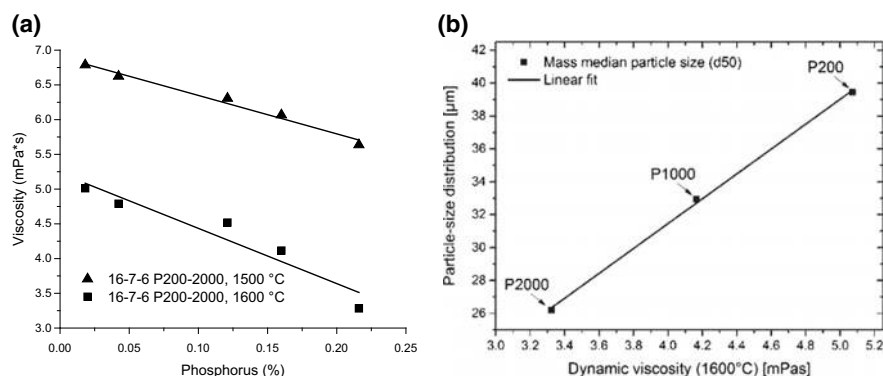 (a)
Viscosity (mPa*s)
7.0
6.5
6.0
5.5
5.0
4.5
4.0
3.5
3.0
16-7-6 P200-2000, 1500 °C
16-7-6 P200-2000, 1600 °C
0.00 0.05 0.10 0.15 0.20 0.25
Phosphorus (%)
(b)
Particle-size distribution [µm]
42
40
38
36
34
32
30
28
26
Mass median particle size (d50)
Linear fit
P200
P1000
P2000
3.0 3.2 3.4 3.6 3.8 4.0 4.2 4.4 4.6 4.8 5.0 5.2
Dynamic viscosity (1600°C) [mPas]